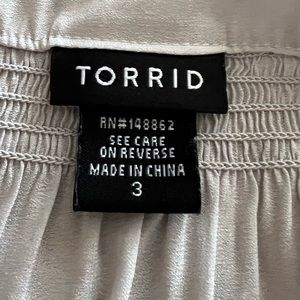 TORRID
RN#148862
SEE CARE
ON REVERSE
MADE IN CHINA
3